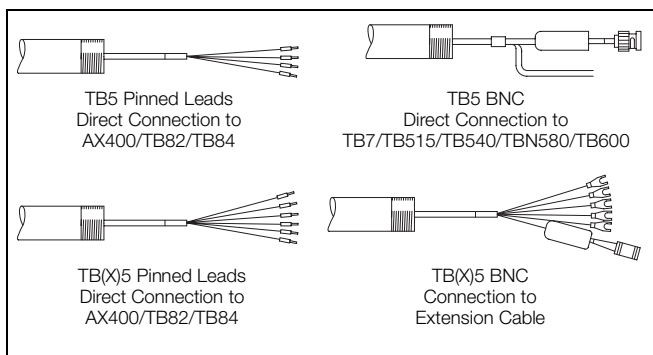 TB5 Pinned Leads
Direct Connection to
AX400/TB82/TB84
TB5 BNC
Direct Connection to
TB7/TB515/TB540/TBN580/TB600
TB(X)5 Pinned Leads
Direct Connection to
AX400/TB82/TB84
TB(X)5 BNC
Connection to
Extension Cable